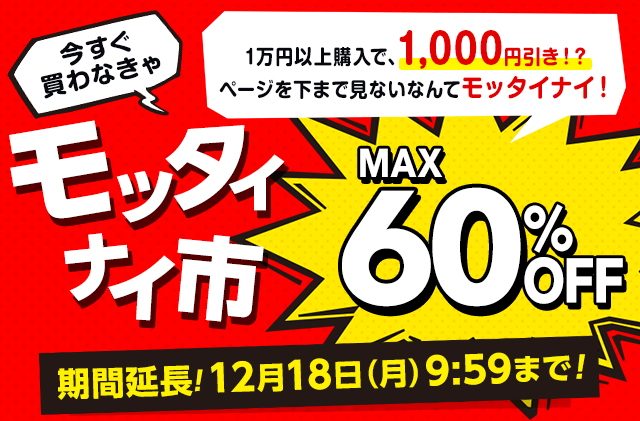 今すぐ
買わなきゃ
1万円以上購入で、1,000円引き！？
ページを下まで見ないなんてモッタイナイ！
モッタイ
ナイ市
MAX
60%OFF
期間延長！12月18日（月）9:59まで！